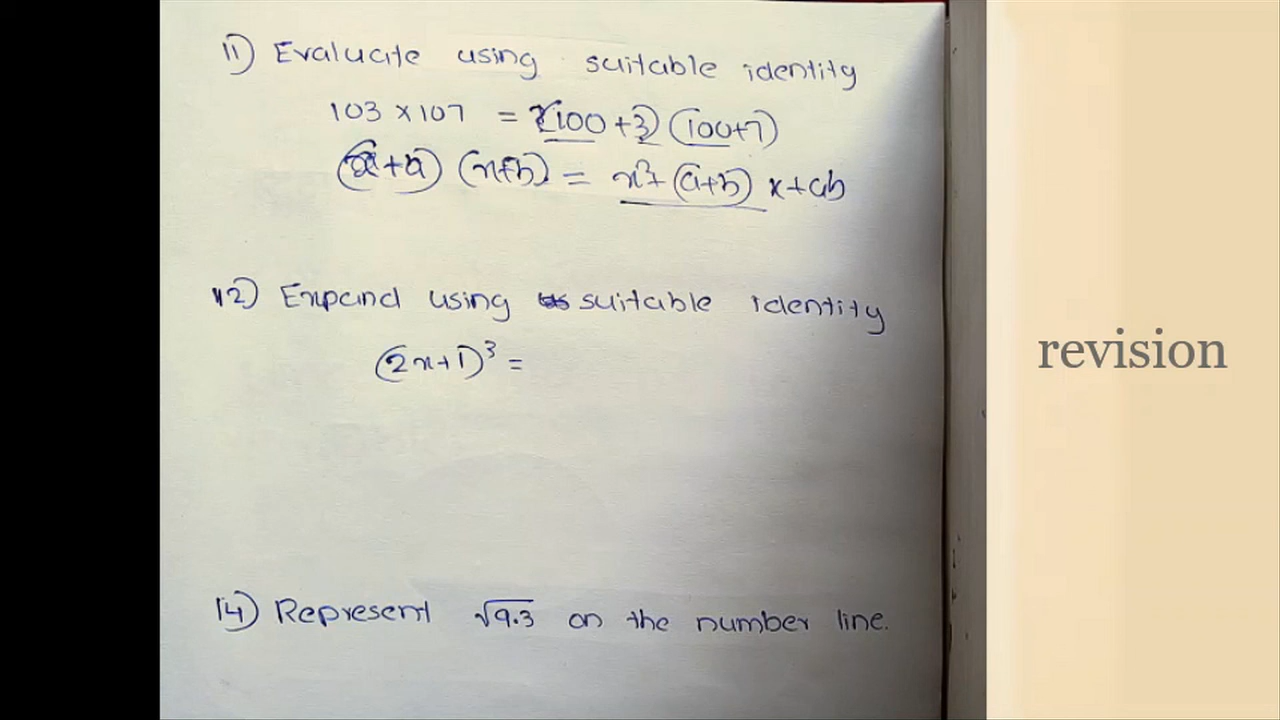 11) Evaluate using suitable identity
103 × 107 = (100 + 3) (100+7)
(x+a) (x+b) = x²+ (a+b) x+ab
12) Expand using suitable identity
(2x+1)³ =
14) Represent √9.3 on the number line.
revision